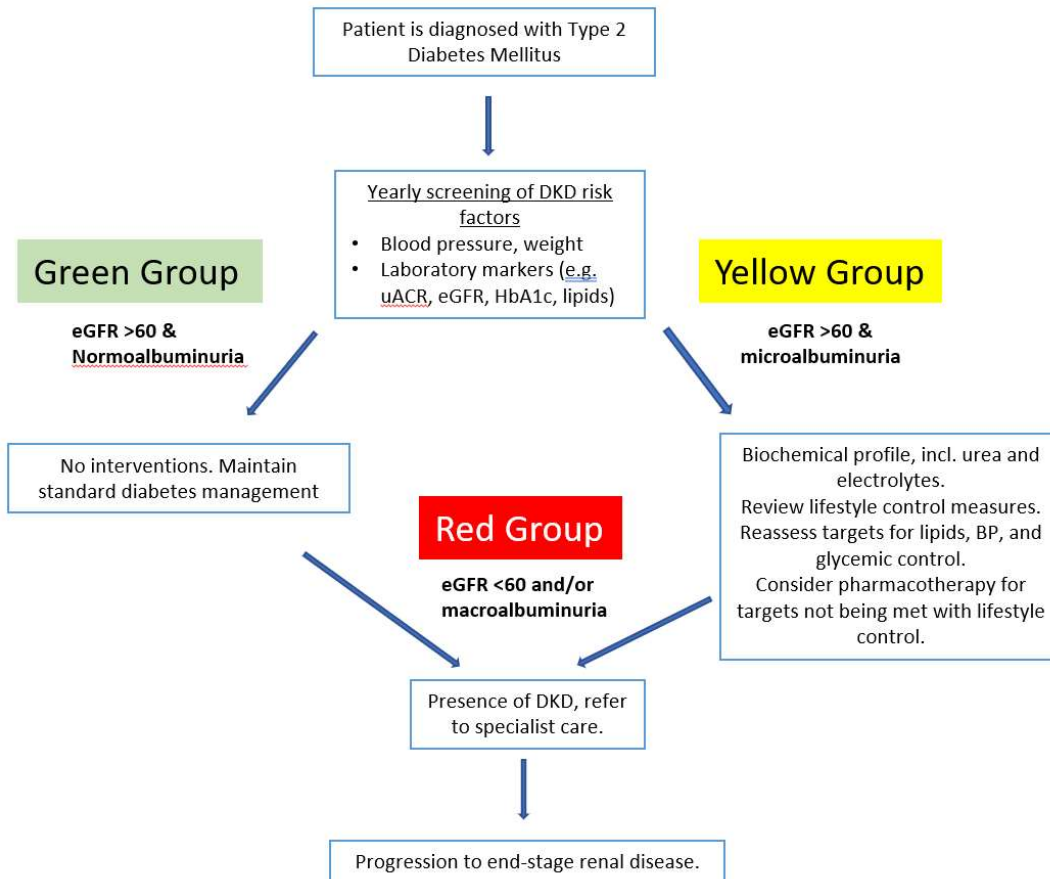 Patient is diagnosed with Type 2
Diabetes Mellitus
Yearly screening of DKD risk
factors
• Blood pressure, weight
• Laboratory markers (e.g.
uACR, eGFR, HbA1c, lipids)
Green Group
eGFR >60 &
Normoalbuminuria
Yellow Group
eGFR >60 &
microalbuminuria
No interventions. Maintain
standard diabetes management
Biochemical profile, incl. urea and
electrolytes.
Review lifestyle control measures.
Reassess targets for lipids, BP, and
glycemic control.
Consider pharmacotherapy for
targets not being met with lifestyle
control.
Red Group
eGFR <60 and/or
macroalbuminuria
Presence of DKD, refer
to specialist care.
Progression to end-stage renal disease.